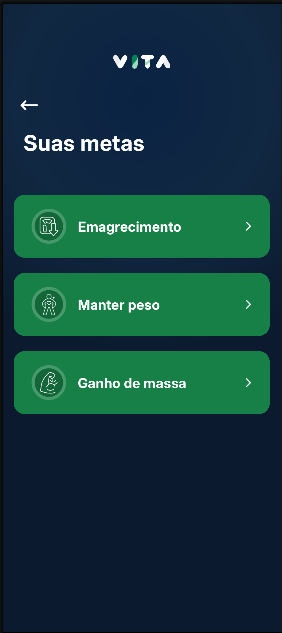 VITA
Suas metas
Emagrecimento
Manter peso
Ganho de massa